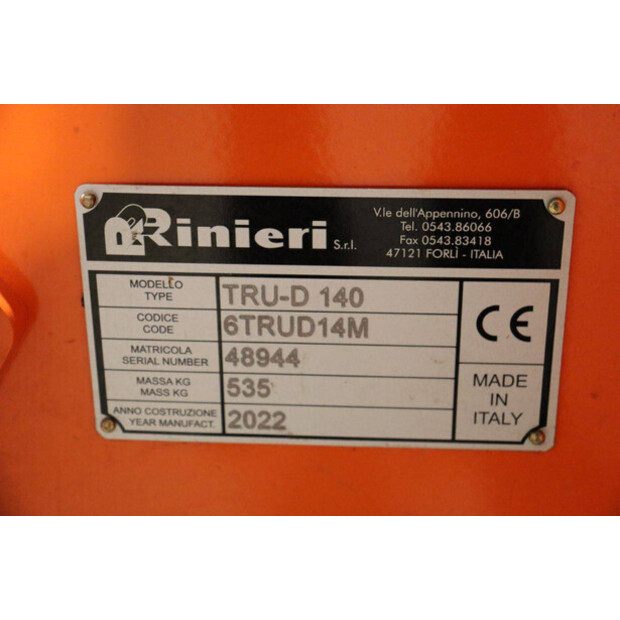 Rinieri S.r.l.
V.le dell'Appennino, 606/B
Tel. 0543.86066
Fax 0543.83418
47121 FORLÌ - ITALIA
MODELLO
TYPE
TRU-D 140
CODICE
CODE
6TRUD14M
MATRICOLA
SERIAL NUMBER
48944
MASSA KG
MASS KG
535
ANNO COSTRUZIONE
YEAR MANUFACT.
2022
CE
MADE
IN
ITALY